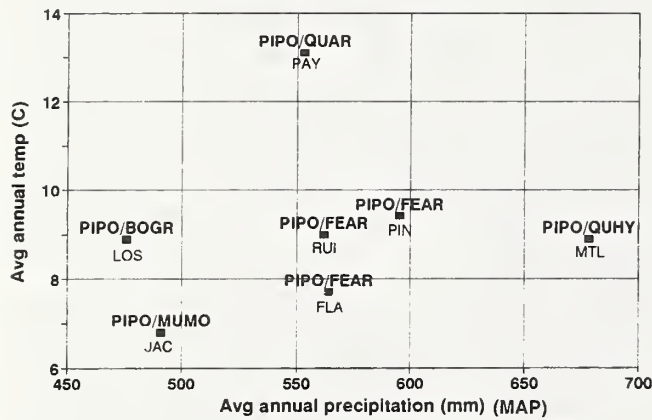 14
12
10
8
6
Avg annual temp (C)
PIPO/QUAR
PAY
PIPO/FEAR
PIN
PIPO/BOGR
LOS
PIPO/FEAR
RUI
PIPO/QUHY
MTL
PIPO/FEAR
FLA
PIPO/MUMO
JAC
450 500 550 600 650 700
Avg annual precipitation (mm) (MAP)